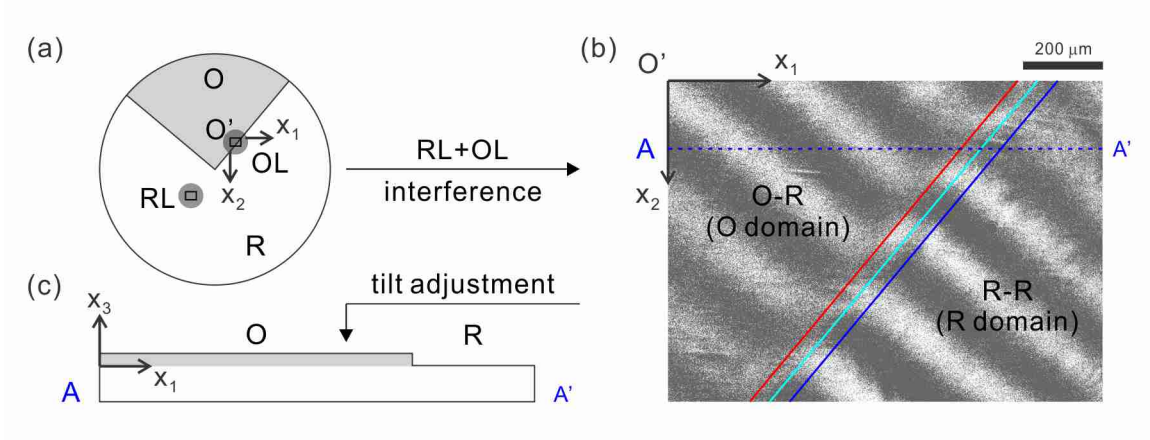 (a)
O
O'
x1
OL
RL
x2
R
RL+OL
interference
(b)
O'
x1
200 μm
A
A'
x2
O-R
(O domain)
R-R
(R domain)
(c)
tilt adjustment
x3
O
R
x1
A
A'